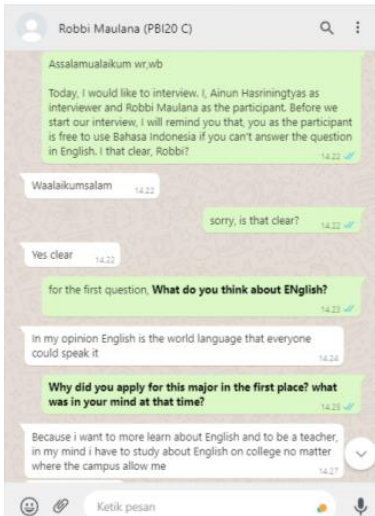 Robbi Maulana (PBI20 C)
Assalamualaikum wr,wb
Today, I would like to interview. I, Ainun Hasriningtyas as
interviewer and Robbi Maulana as the participant. Before we
start our interview, I will remind you that, you as the participant
is free to use Bahasa Indonesia if you can't answer the question
in English. I that clear, Robbi?
14.22
Waalaikumsalam
14.22
sorry, is that clear?
14.22
Yes clear
14.22
for the first question, What do you think about ENglish?
14.23
In my opinion English is the world language that everyone
could speak it
14.24
Why did you apply for this major in the first place? what
was in your mind at that time?
14.25
Because i want to more learn about English and to be a teacher,
in my mind i have to study about English on college no matter
where the campus allow me
14.27
Ketik pesan